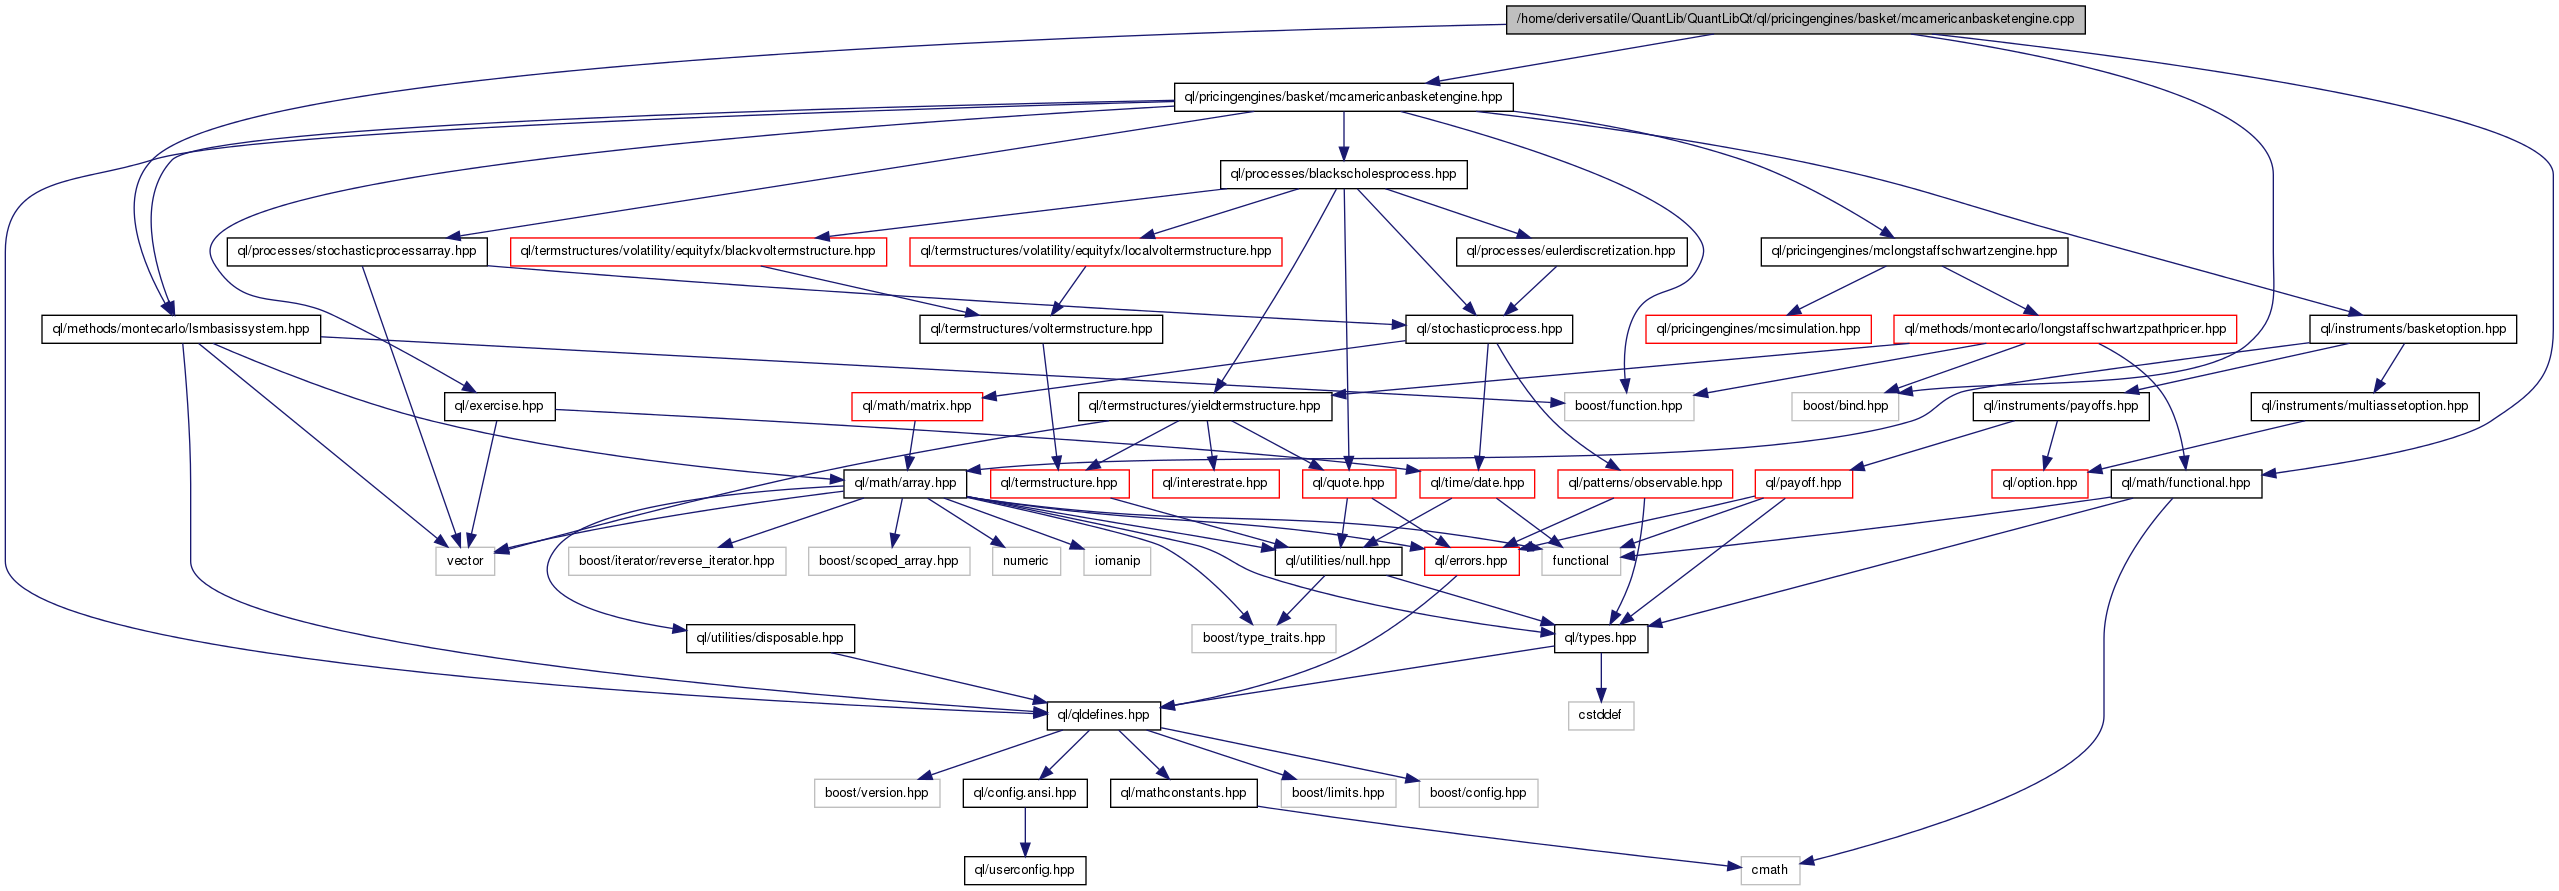 /home/deriversatile/QuantLib/QuantLibQt/ql/pricingengines/basket/mcamericanbasketengine.cpp
ql/pricingengines/basket/mcamericanbasketengine.hpp
ql/processes/blackscholesprocess.hpp
ql/processes/stochasticprocessarray.hpp
ql/termstructures/volatility/equityfx/blackvoltermstructure.hpp
ql/termstructures/volatility/equityfx/localvoltermstructure.hpp
ql/processes/eulerdiscretization.hpp
ql/pricingengines/mclongstaffschwartzengine.hpp
ql/methods/montecarlo/lsmbasissystem.hpp
ql/termstructures/voltermstructure.hpp
ql/stochasticprocess.hpp
ql/pricingengines/mcsimulation.hpp
ql/methods/montecarlo/longstaffschwartzpathpricer.hpp
ql/instruments/basketoption.hpp
ql/exercise.hpp
ql/math/matrix.hpp
ql/termstructures/yieldtermstructure.hpp
boost/function.hpp
boost/bind.hpp
ql/instruments/payoffs.hpp
ql/instruments/multiassetoption.hpp
ql/math/array.hpp
ql/termstructure.hpp
ql/interestrate.hpp
ql/quote.hpp
ql/time/date.hpp
ql/patterns/observable.hpp
ql/payoff.hpp
ql/option.hpp
ql/math/functional.hpp
vector
boost/iterator/reverse_iterator.hpp
boost/scoped_array.hpp
numeric
iomanip
ql/utilities/null.hpp
ql/errors.hpp
functional
ql/utilities/disposable.hpp
boost/type_traits.hpp
ql/types.hpp
ql/qldefines.hpp
cstddef
boost/version.hpp
ql/config.ansi.hpp
ql/mathconstants.hpp
boost/limits.hpp
boost/config.hpp
ql/userconfig.hpp
cmath